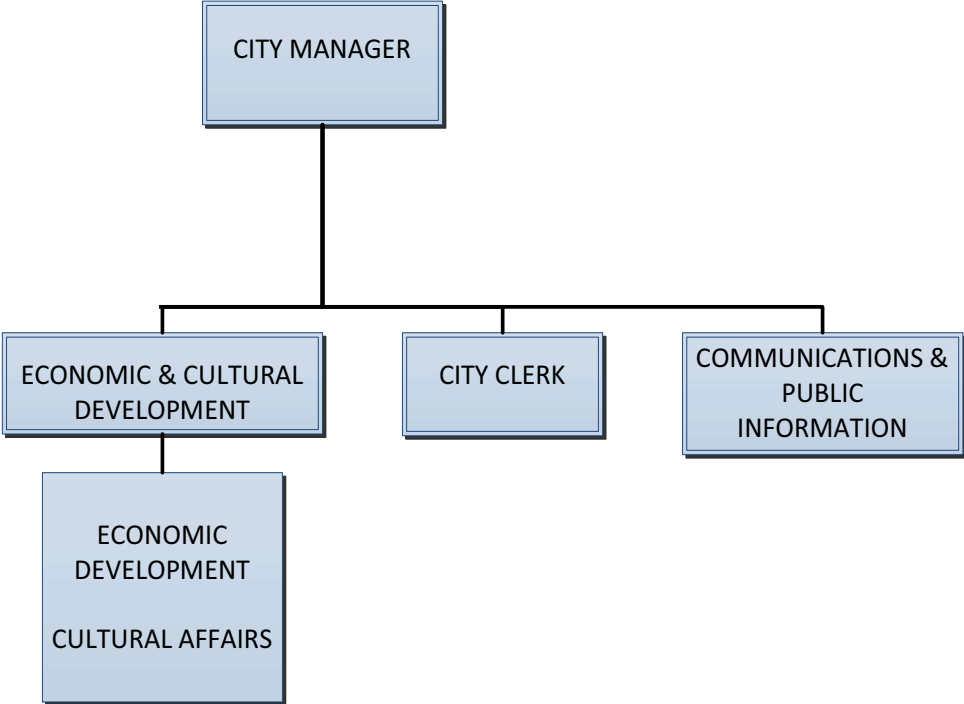 CITY MANAGER
ECONOMIC & CULTURAL
DEVELOPMENT
CITY CLERK
COMMUNICATIONS &
PUBLIC
INFORMATION
ECONOMIC
DEVELOPMENT
CULTURAL AFFAIRS